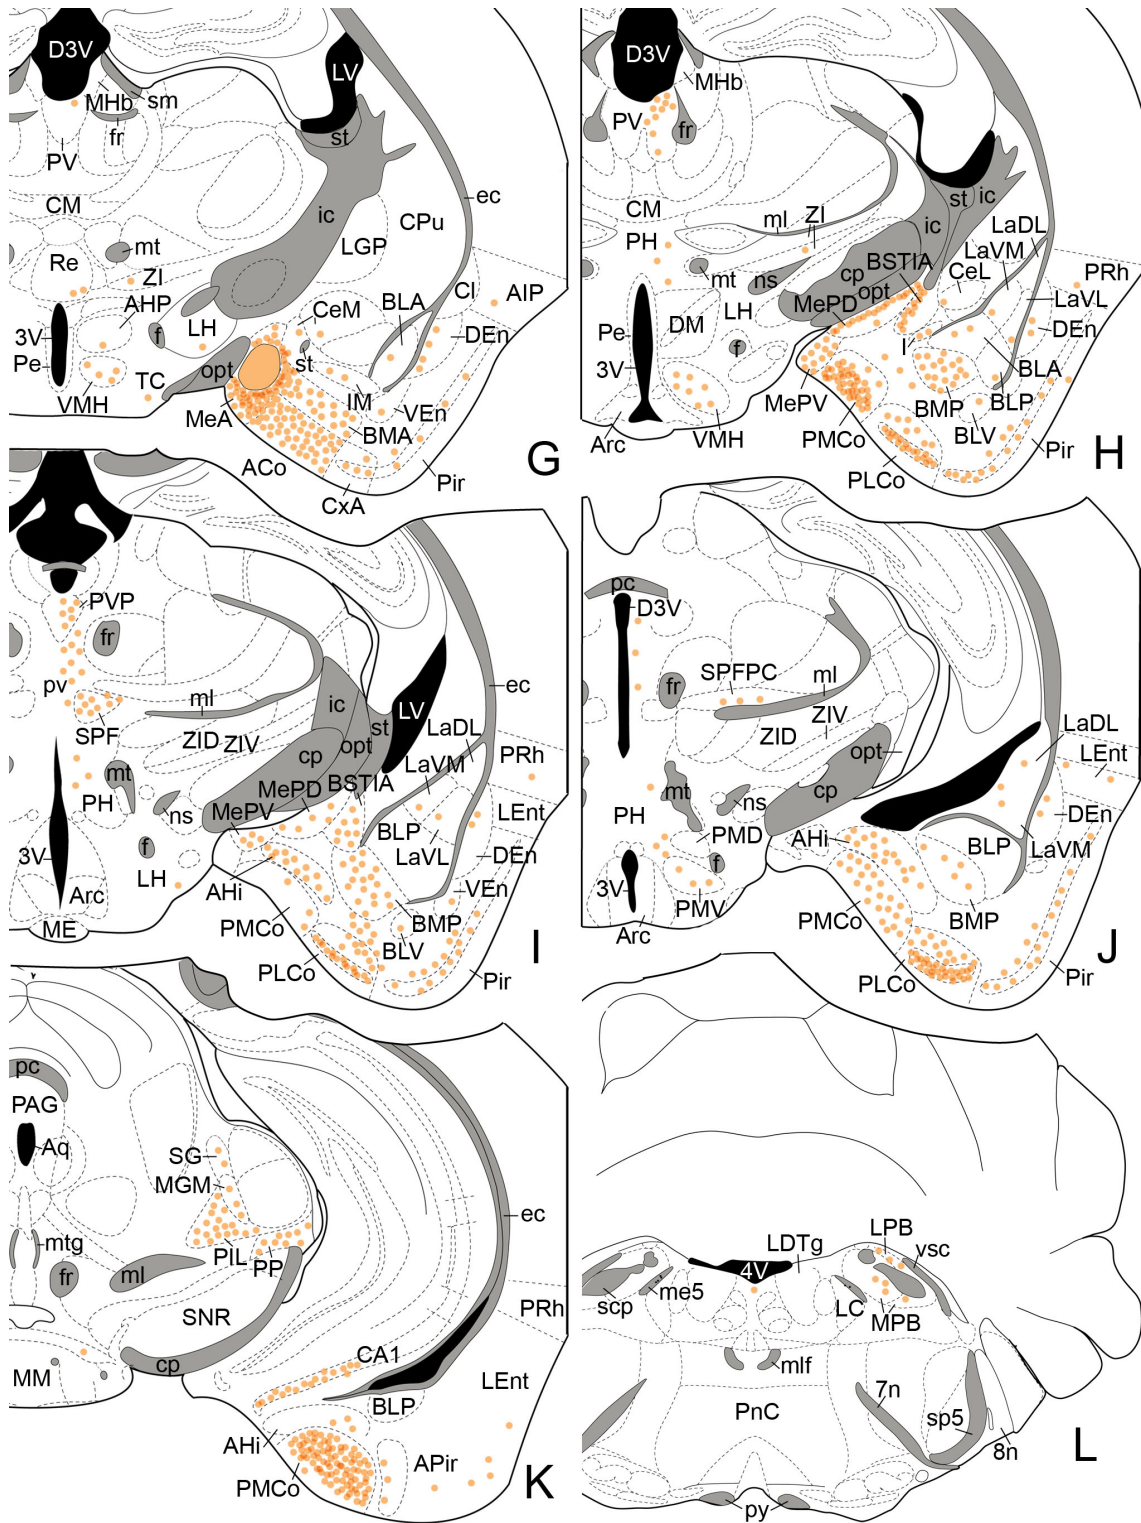 D3V
LV
MHb
sm
fr
st
PV
ec
ic
CPu
CM
LGP
mt
Re
ZI
AHP
CeM
BLA
Cl
AIP
3V
f
LH
DEn
Pe
opt
st
TC
IM
VEn
VMH
MeA
BMA
ACo
Pir
CxA
G
D3V
MHb
PV
fr
st
ic
CM
ml
ZI
ic
LaDL
PH
LaVM
BSTIA
CeL
PRh
mt
ns
cp
opt
LaVL
MePD
LH
Pe
DM
DEn
f
I
3V
BLA
MePV
BMP
BLP
Arc
VMH
PMCo
BLV
Pir
PLCo
H
PVP
fr
pv
ml
ec
SPF
ic
LV
st
ZID
ZIV
opt
LaDL
cp
LaVM
PRh
mt
MePD
BSTIA
PH
MePV
ns
LEnt
BLP
3V
f
LaVL
DEn
LH
AHi
VEn
Arc
PMCo
BMP
ME
BLV
PLCo
Pir
I
pc
D3V
SPFPC
ml
fr
ZIV
LaDL
ZID
opt
LEnt
mt
cp
ns
PH
DEn
PMD
AHi
BLP
LaVM
f
3V
PMV
PMCo
BMP
Arc
PLCo
Pir
J
pc
PAG
Aq
SG
MGM
ec
mtg
PIL
PP
fr
ml
SNR
PRh
CA1
cp
MM
LEnt
BLP
AHi
APir
PMCo
K
LPB
LDTg
vsc
4V
scp
me5
LC
MPB
mlf
7n
PnC
sp5
8n
L
py